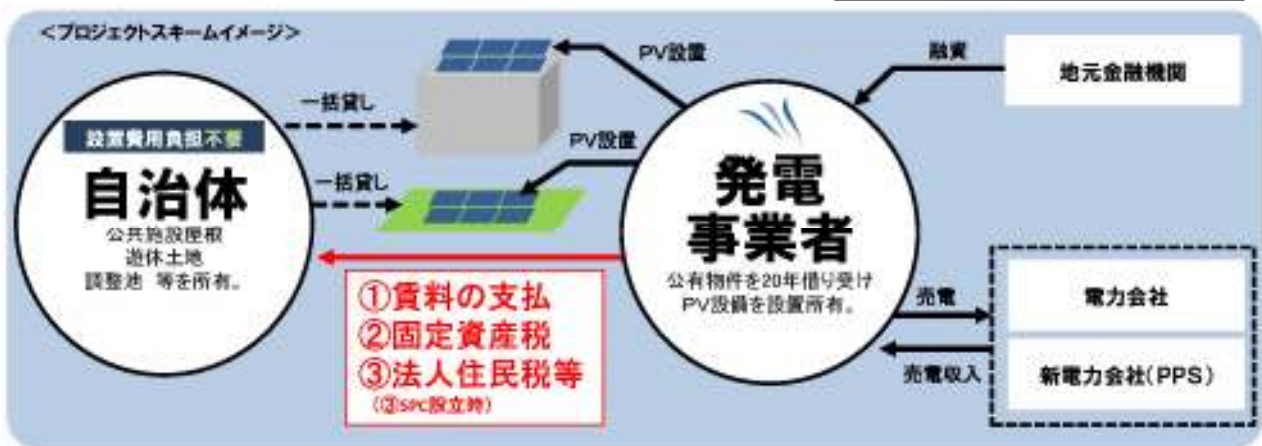 <プロジェクトスキームイメージ>
設置費用負担不要
自治体
公共施設屋根
遊休土地
調整池 等を所有。
一括貸し
一括貸し
PV設置
PV設置
①賃料の支払
②固定資産税
③法人住民税等
(③SPC設立時)
発電
事業者
公有物件を20年借り受け
PV設備を設置所有。
融資
地元金融機関
売電
売電収入
電力会社
新電力会社(PPS)